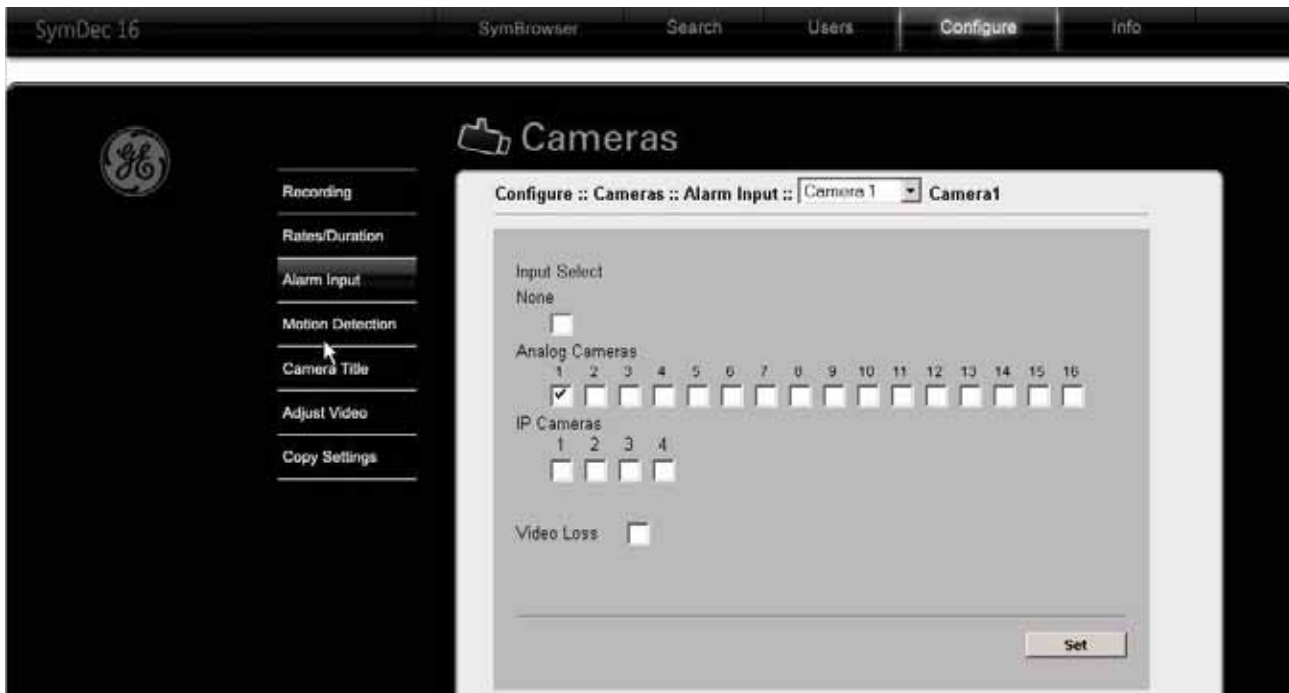 SymDec 16
SymBrowser Search Users Configure Info
GE
Cameras
Recording
Rates/Duration
Alarm Input
Motion Detection
Camera Title
Adjust Video
Copy Settings
Configure :: Cameras :: Alarm Input :: Camera 1 Camera1
Input Select
None
Analog Cameras
1 2 3 4 5 6 7 8 9 10 11 12 13 14 15 16
IP Cameras
1 2 3 4
Video Loss
Set